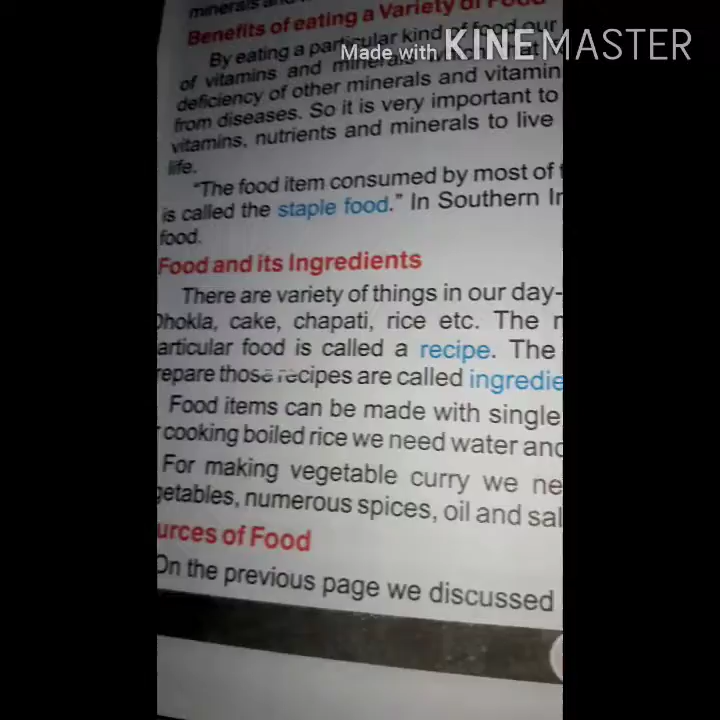 minerals and
Benefits of eating a Variety of Food
By eating a particular kind of food our
of vitamins and minerals
deficiency of other minerals and vitamin
from diseases. So it is very important to
vitamins, nutrients and minerals to live
life.
"The food item consumed by most of
is called the staple food." In Southern
food.
Food and its Ingredients
There are variety of things in our day-
Dhokla, cake, chapati, rice etc. The
articular food is called a recipe. The
repare those recipes are called ingredie
Food items can be made with single
cooking boiled rice we need water and
For making vegetable curry we ne
getables, numerous spices, oil and sal
urces of Food
On the previous page we discussed
Made with KINEMASTER